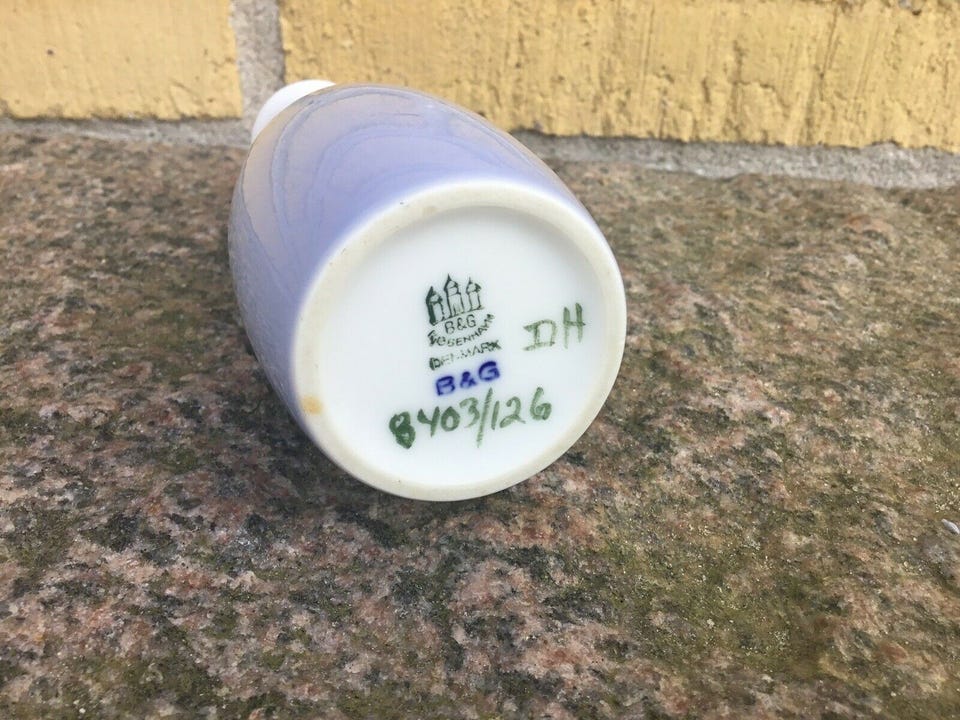 B&G
KØBENHAVN
DENMARK
B&G
DH
8403/126